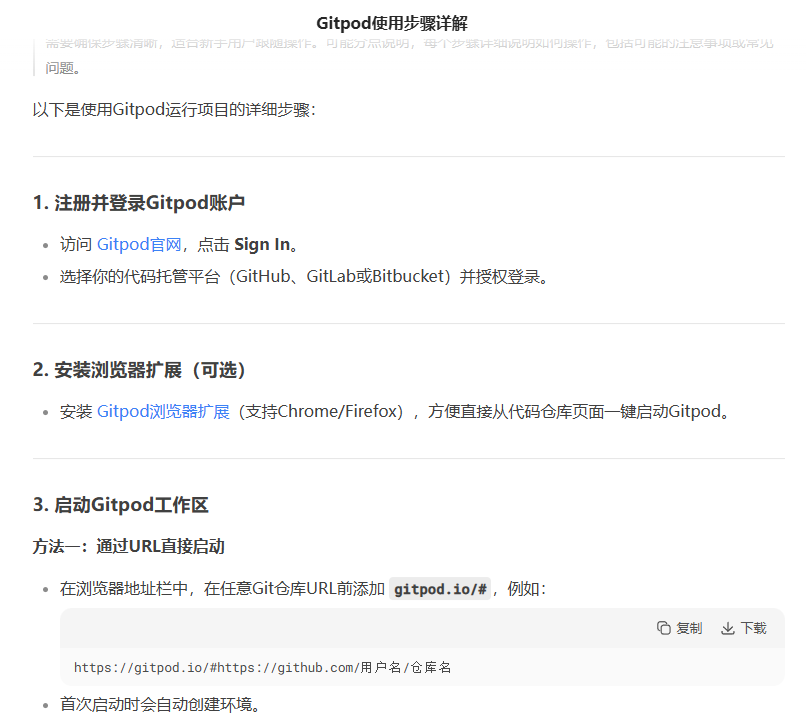 Gitpod使用步骤详解
需要确保步骤清晰，适合新手用户跟随操作。可能分点说明，每个步骤详细说明如何操作，包括可能的注意事项或常见
问题。
以下是使用Gitpod运行项目的详细步骤：
1. 注册并登录Gitpod账户
• 访问 Gitpod官网，点击 Sign In。
• 选择你的代码托管平台（GitHub、GitLab或Bitbucket）并授权登录。
2. 安装浏览器扩展（可选）
• 安装 Gitpod浏览器扩展（支持Chrome/Firefox），方便直接从代码仓库页面一键启动Gitpod。
3. 启动Gitpod工作区
方法一：通过URL直接启动
• 在浏览器地址栏中，在任意Git仓库URL前添加 gitpod.io/#，例如：
复制 下载
https://gitpod.io/#https://github.com/用户名/仓库名
• 首次启动时会自动创建环境。